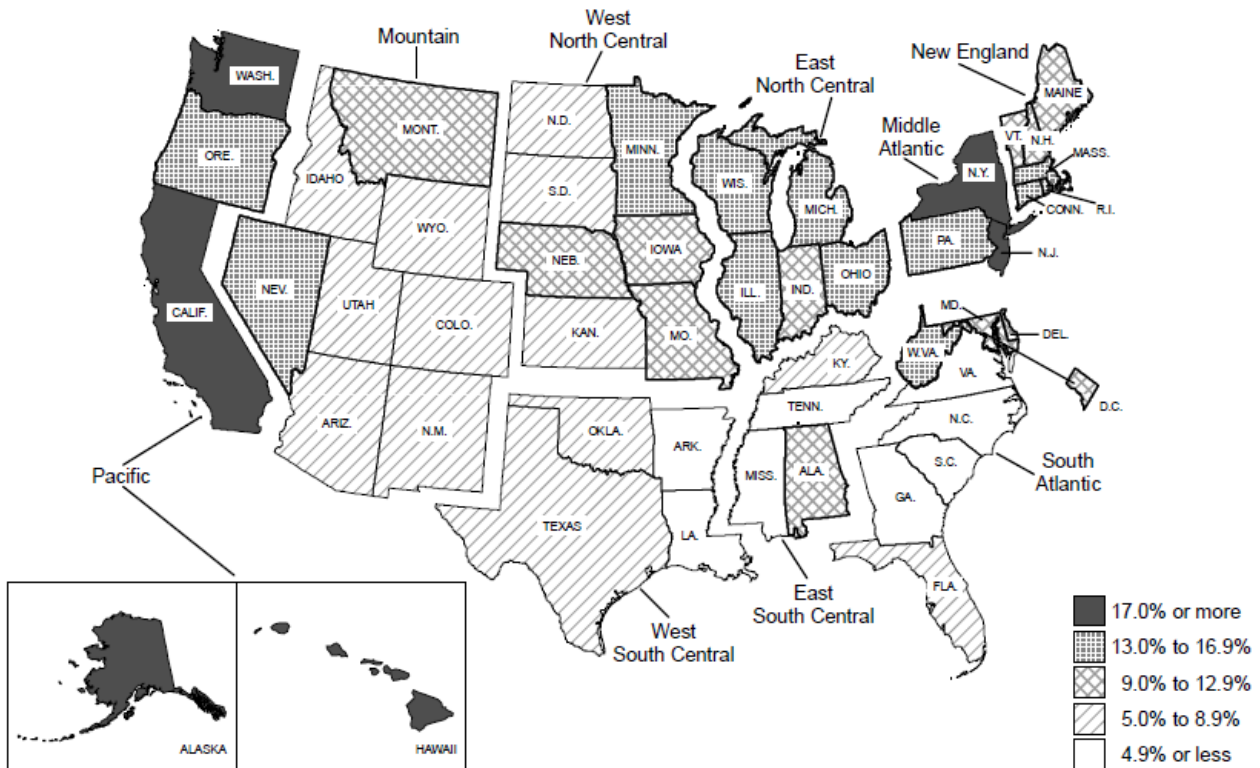 West
North Central
Mountain
New England
East
North Central
Middle
Atlantic
WASH.
MAINE
MONT.
N.D.
MINN.
VT.
N.H.
MASS.
ORE.
IDAHO
S.D.
WIS.
MICH.
N.Y.
CONN.
R.I.
WYO.
NEB.
IOWA
PA.
N.J.
NEV.
UTAH
COLO.
KAN.
MO.
ILL.
IND.
OHIO
CALIF.
MD.
DEL.
W.VA.
VA.
D.C.
KY.
TENN.
N.C.
ARIZ.
N.M.
OKLA.
ARK.
MISS.
ALA.
S.C.
GA.
South
Atlantic
Pacific
TEXAS
LA.
FLA.
East
South Central
West
South Central
ALASKA
HAWAII
17.0% or more
13.0% to 16.9%
9.0% to 12.9%
5.0% to 8.9%
4.9% or less